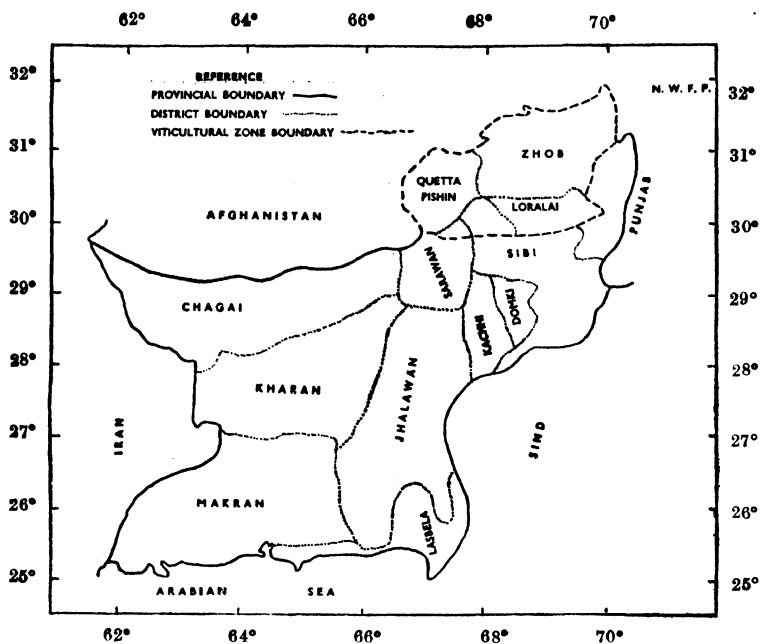 62° 64° 66° 68° 70°
32° 32°
REFERENCE
N. W. F. P.
PROVINCIAL BOUNDARY
DISTRICT BOUNDARY
VITICULTURAL ZONE BOUNDARY
31° 31°
ZHOB
QUETTA
PISHIN
LORALAI
PUNJAB
AFGHANISTAN
30° 30°
SIBI
SARAWAN
29° 29°
CHAGAI
DOMKI
KACHHI
28° 28°
KHARAN
JHALAWAN
27° 27°
IRAN
SIND
26° 26°
MAKRAN
LASBELA
25° 25°
ARABIAN SEA
62° 64° 66° 68° 70°